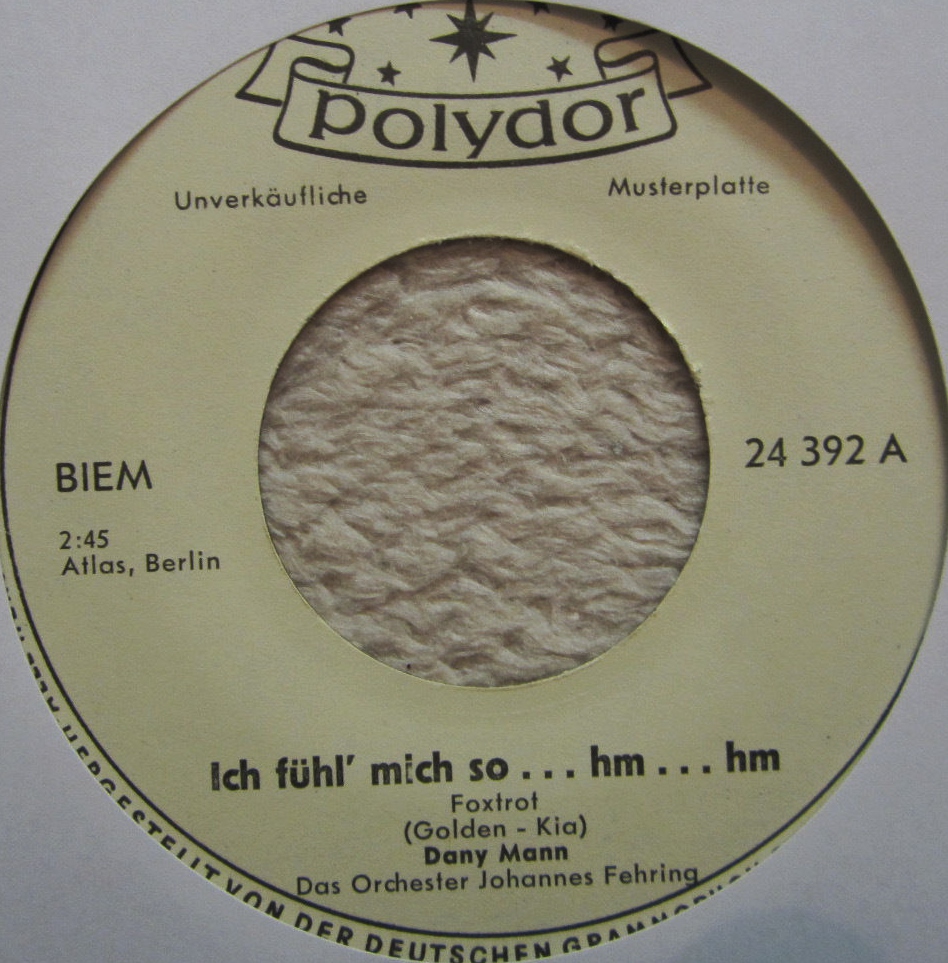 polydor
Unverkäufliche Musterplatte
BIEM
24 392 A
2:45
Atlas, Berlin
Ich fühl' mich so . . . hm . . . hm
Foxtrot
(Golden - Kia)
Dany Mann
Das Orchester Johannes Fehring
HERGESTELLT VON DER DEUTSCHEN